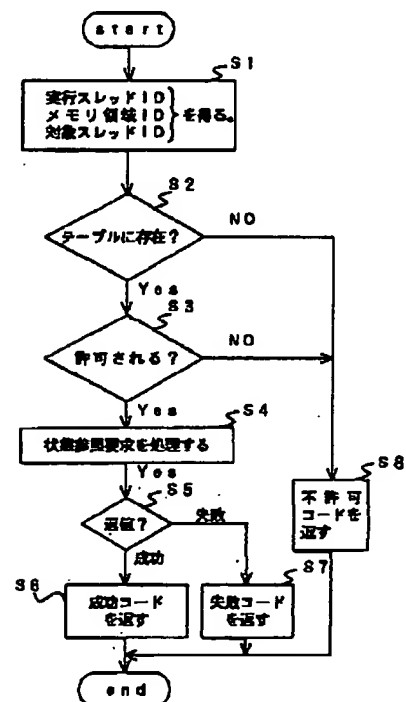 start
S1
実行スレッドID
メモリ領域ID
対象スレッドID
を得る。
S2
テーブルに存在?
NO
Yes
S3
許可される?
NO
Yes
S4
状態参照要求を処理する
Yes
S5
返値?
失敗
成功
S6
成功コード
を返す
S7
失敗コード
を返す
S8
不許可
コードを
返す
end